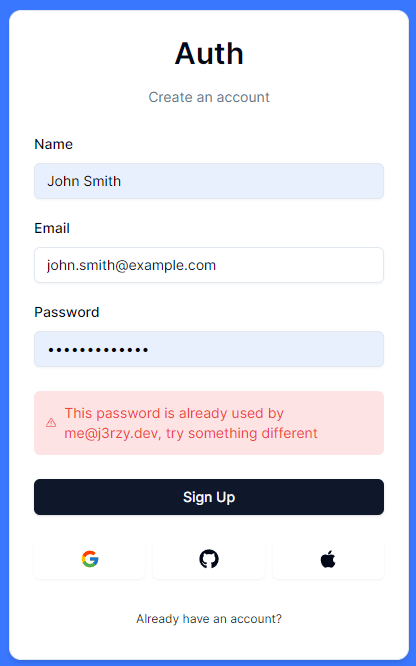 Auth
Create an account
Name
John Smith
Email
john.smith@example.com
Password
•••••••••••••
This password is already used by
me@j3rzy.dev, try something different
Sign Up
Already have an account?